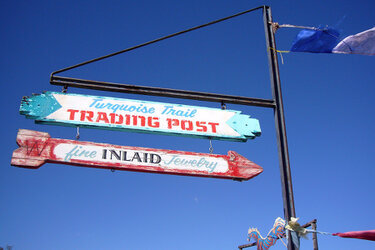 Turquoise Trail
TRADING POST
fine INLAID Jewelry